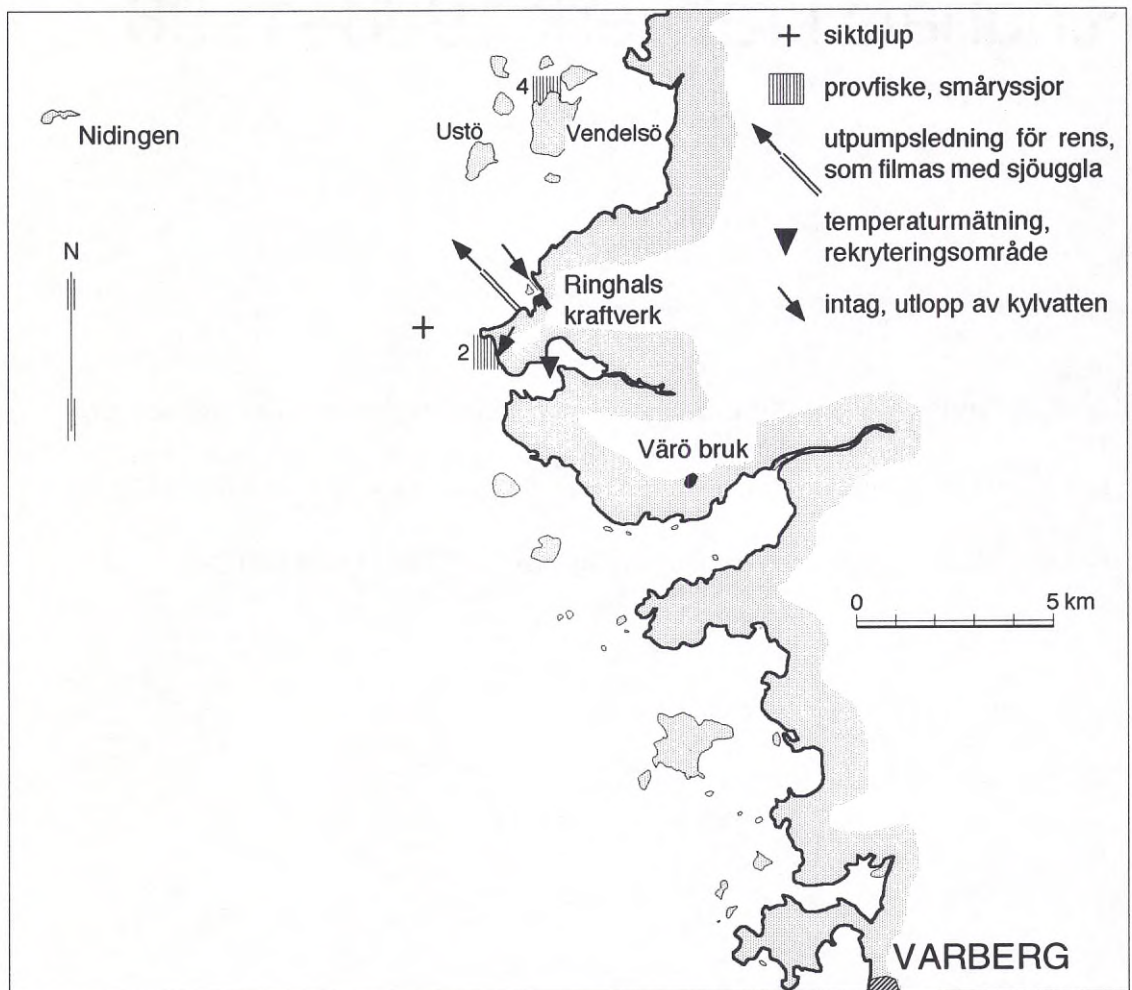 siktdjup
provfiske, småryssjor
utpumpsledning för rens,
som filmas med sjöuggla
temperaturmätning,
rekryteringsområde
intag, utlopp av kylvatten
4
Nidingen
Ustö
Vendelsö
N
Ringhals
kraftverk
2
Värö bruk
0
5 km
VARBERG